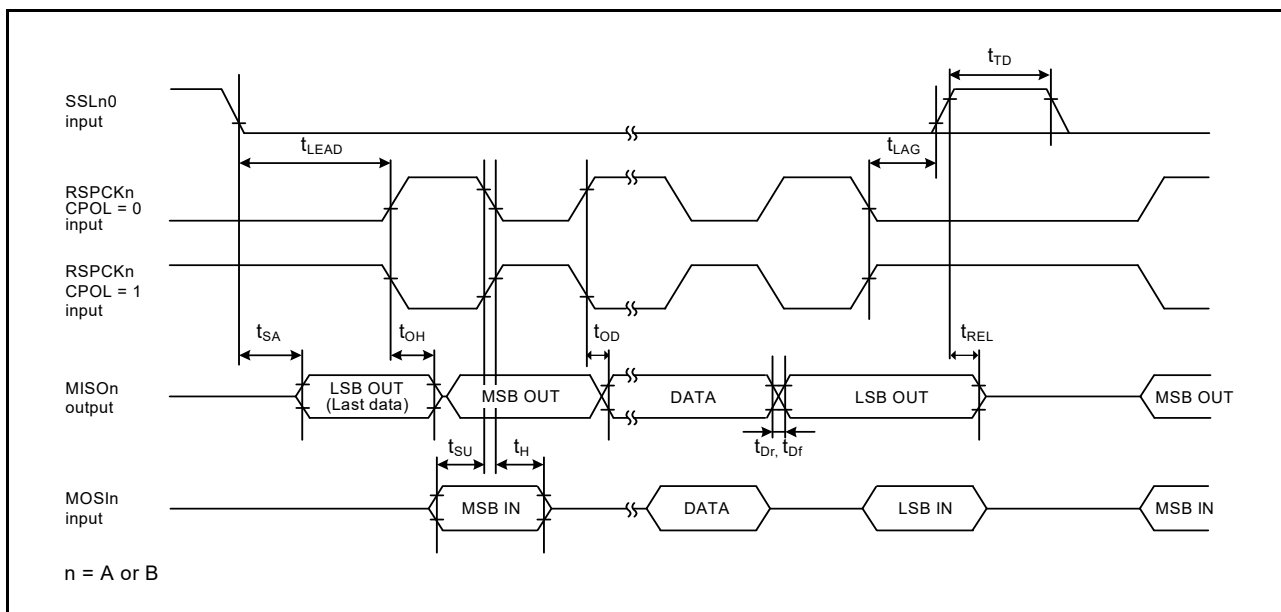 tTD
SSLn0
input
tLEAD
tLAG
RSPCKn
CPOL = 0
input
RSPCKn
CPOL = 1
input
tSA
tOH
tOD
tREL
MISOn
output
LSB OUT
(Last data)
MSB OUT
DATA
LSB OUT
MSB OUT
tSU
tH
tDr, tDf
MOSIn
input
MSB IN
DATA
LSB IN
MSB IN
n = A or B